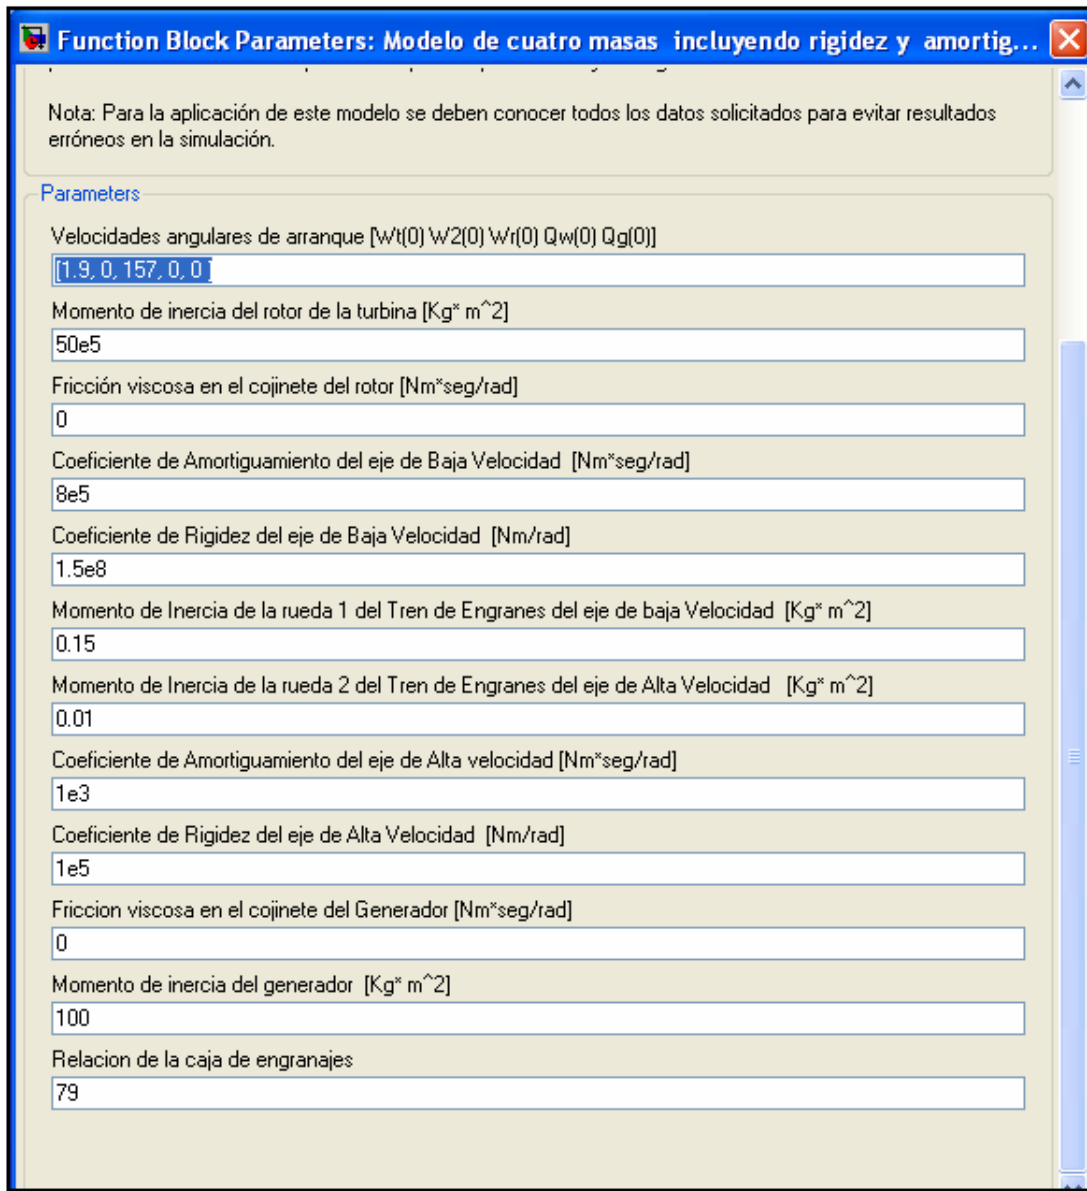 Function Block Parameters: Modelo de cuatro masas incluyendo rigidez y amortig...
Nota: Para la aplicación de este modelo se deben conocer todos los datos solicitados para evitar resultados
erróneos en la simulación.
Parameters
Velocidades angulares de arranque [Wt(0) W2(0) Wr(0) Qw(0) Qg(0)]
[1.9, 0, 157, 0, 0 ]
Momento de inercia del rotor de la turbina [Kg* m^2]
50e5
Fricción viscosa en el cojinete del rotor [Nm*seg/rad]
0
Coeficiente de Amortiguamiento del eje de Baja Velocidad [Nm*seg/rad]
8e5
Coeficiente de Rigidez del eje de Baja Velocidad [Nm/rad]
1.5e8
Momento de Inercia de la rueda 1 del Tren de Engranes del eje de baja Velocidad [Kg* m^2]
0.15
Momento de Inercia de la rueda 2 del Tren de Engranes del eje de Alta Velocidad [Kg* m^2]
0.01
Coeficiente de Amortiguamiento del eje de Alta velocidad [Nm*seg/rad]
1e3
Coeficiente de Rigidez del eje de Alta Velocidad [Nm/rad]
1e5
Friccion viscosa en el cojinete del Generador [Nm*seg/rad]
0
Momento de inercia del generador [Kg* m^2]
100
Relacion de la caja de engranajes
79